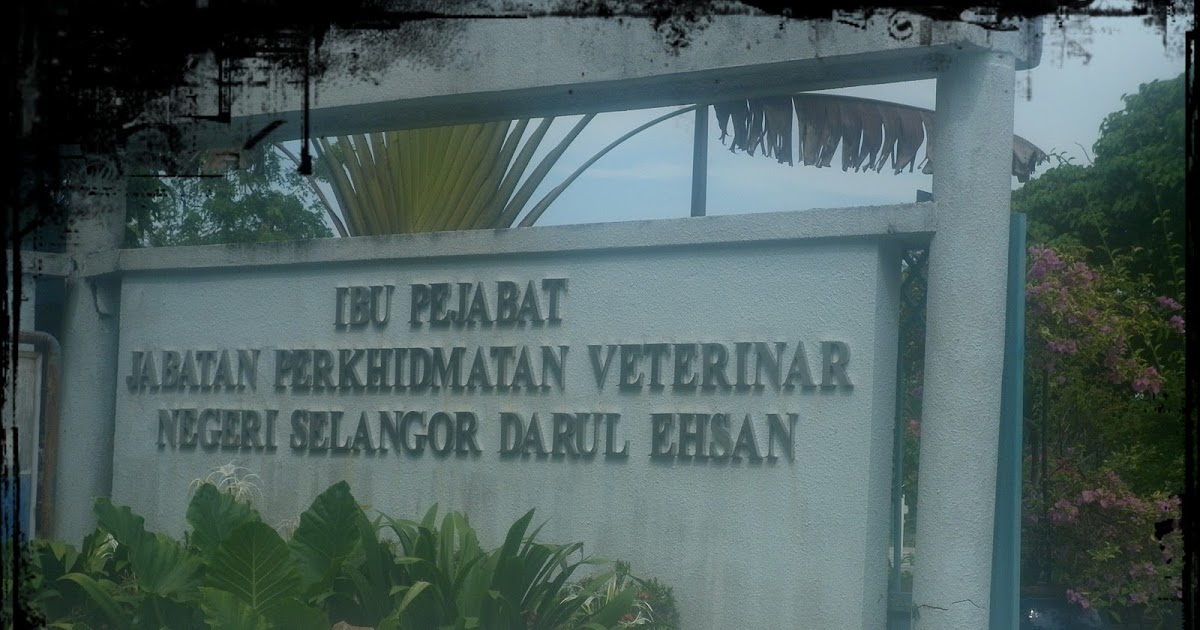 IBU PEJABAT
JABATAN PERKHIDMATAN VETERINAR
NEGERI SELANGOR DARUL EHSAN